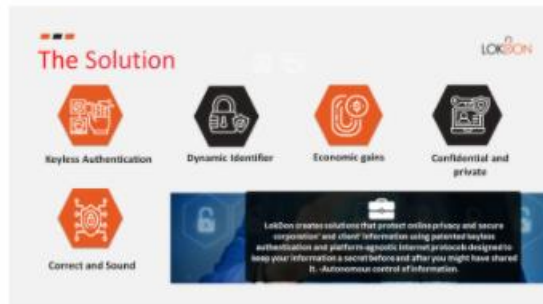 The Solution
LOKDON
Keyless Authentication
Dynamic Identifier
Economic gains
Confidential and
private
Correct and Sound
LokDon creates solutions that protect online privacy and secure
corporation' and client' information using patented keyless
authentication and platform-agnostic internet protocols designed to
keep your information a secret before and after you might have shared
it. -Autonomous control of information.